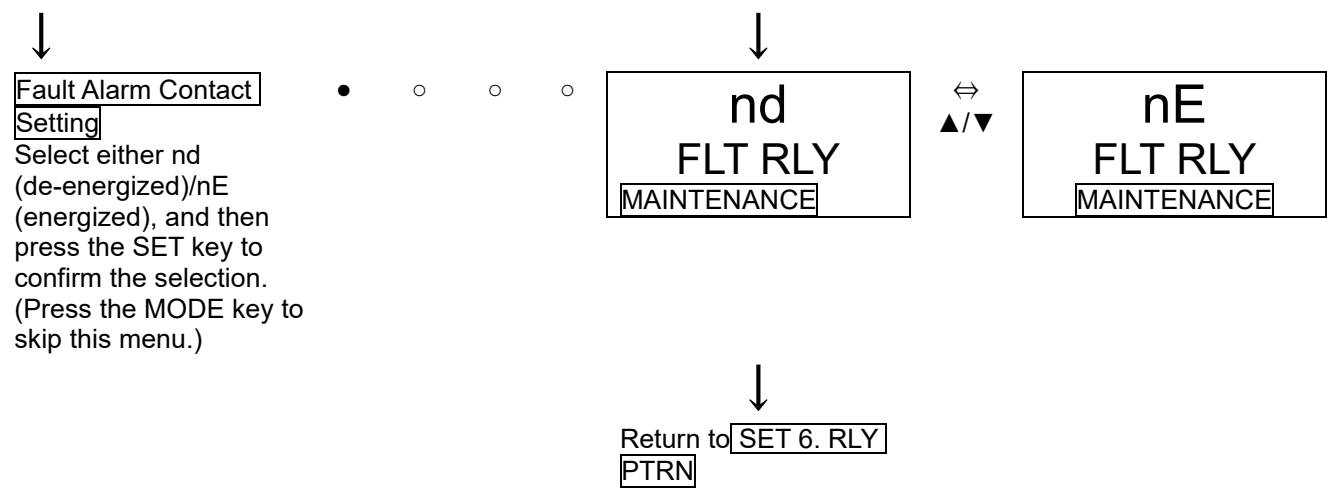 ↓ ↓
Fault Alarm Contact
Setting
Select either nd
(de-energized)/nE
(energized), and then
press the SET key to
confirm the selection.
(Press the MODE key to
skip this menu.)
● ○ ○ ○
nd
FLT RLY
MAINTENANCE
⇔
▲/▼
nE
FLT RLY
MAINTENANCE
↓
Return to SET 6. RLY
PTRN